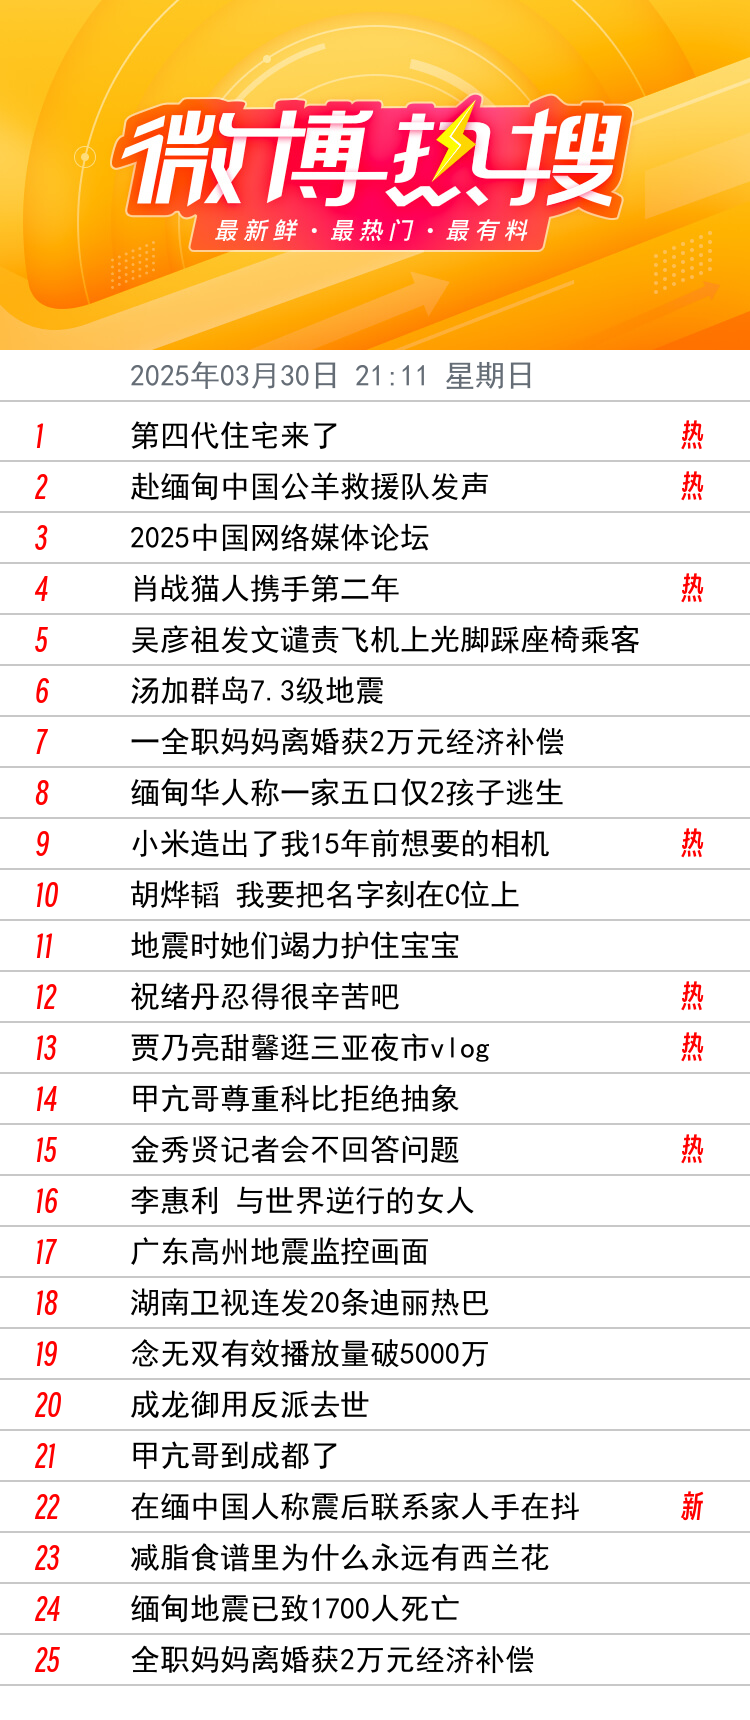 微博热搜
最新鲜·最热门·最有料
2025年03月30日 21:11 星期日
1 第四代住宅来了 热
2 赴缅甸中国公羊救援队发声 热
3 2025中国网络媒体论坛
4 肖战猫人携手第二年 热
5 吴彦祖发文谴责飞机上光脚踩座椅乘客
6 汤加群岛7.3级地震
7 一全职妈妈离婚获2万元经济补偿
8 缅甸华人称一家五口仅2孩子逃生
9 小米造出了我15年前想要的相机 热
10 胡烨韬 我要把名字刻在C位上
11 地震时她们竭力护住宝宝
12 祝绪丹忍得很辛苦吧 热
13 贾乃亮甜馨逛三亚夜市vlog 热
14 甲亢哥尊重科比拒绝抽象
15 金秀贤记者会不回答问题 热
16 李惠利 与世界逆行的女人
17 广东高州地震监控画面
18 湖南卫视连发20条迪丽热巴
19 念无双有效播放量破5000万
20 成龙御用反派去世
21 甲亢哥到成都了
22 在缅中国人称震后联系家人手在抖 新
23 减脂食谱里为什么永远有西兰花
24 缅甸地震已致1700人死亡
25 全职妈妈离婚获2万元经济补偿